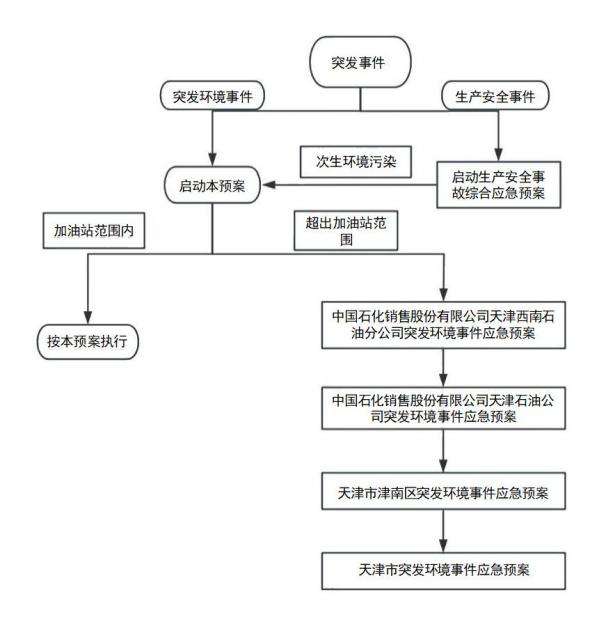 突发事件
突发环境事件
生产安全事件
次生环境污染
启动本预案
启动生产安全事
故综合应急预案
加油站范围内
超出加油站范
围
中国石化销售股份有限公司天津西南石
油分公司突发环境事件应急预案
按本预案执行
中国石化销售股份有限公司天津石油公
司突发环境事件应急预案
天津市津南区突发环境事件应急预案
天津市突发环境事件应急预案